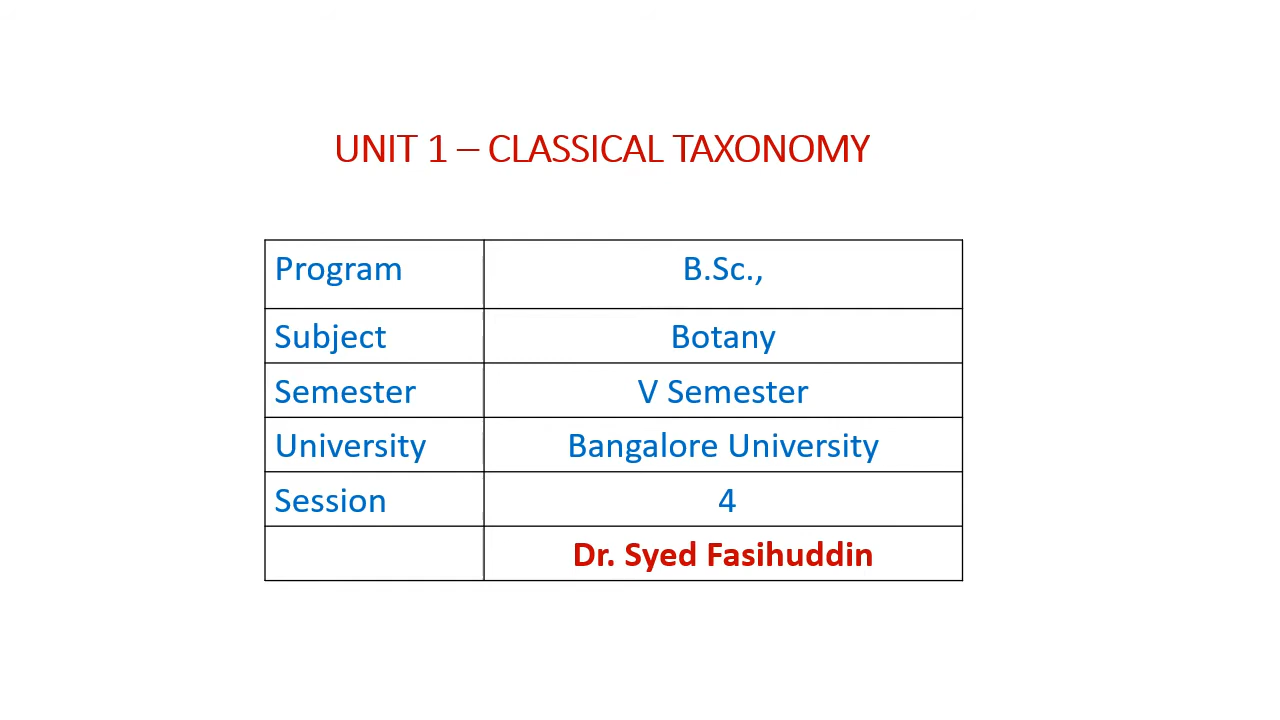 UNIT 1 – CLASSICAL TAXONOMY
Program B.Sc.,
Subject Botany
Semester V Semester
University Bangalore University
Session 4
Dr. Syed Fasihuddin